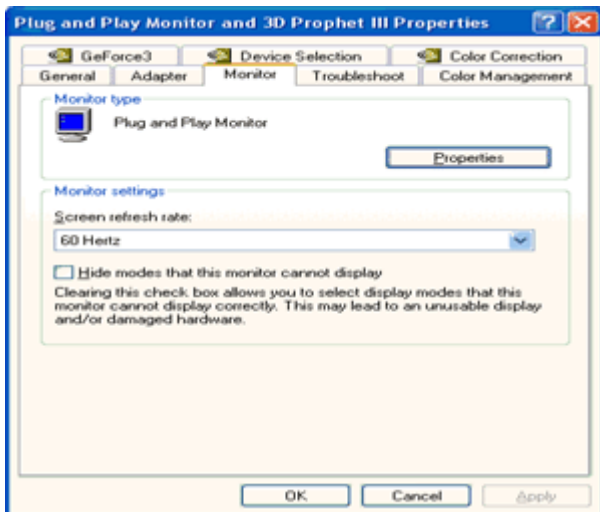 Plug and Play Monitor and 3D Prophet III Properties
GeForce3 Device Selection Color Correction
General Adapter Monitor Troubleshoot Color Management
Monitor type
Plug and Play Monitor
Properties
Monitor settings
Screen refresh rate:
60 Hertz
Hide modes that this monitor cannot display
Clearing this check box allows you to select display modes that this
monitor cannot display correctly. This may lead to an unusable display
and/or damaged hardware.
OK Cancel Apply